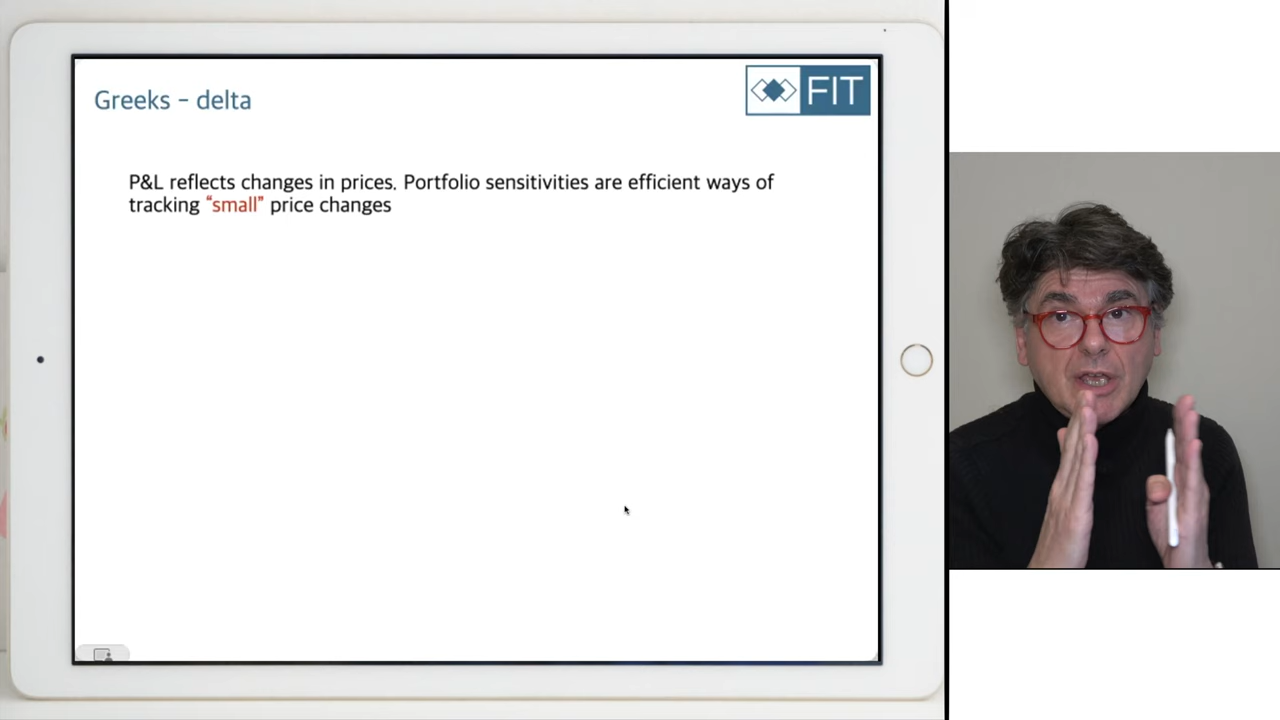 Greeks - delta
FIT
P&L reflects changes in prices. Portfolio sensitivities are efficient ways of
tracking “small” price changes